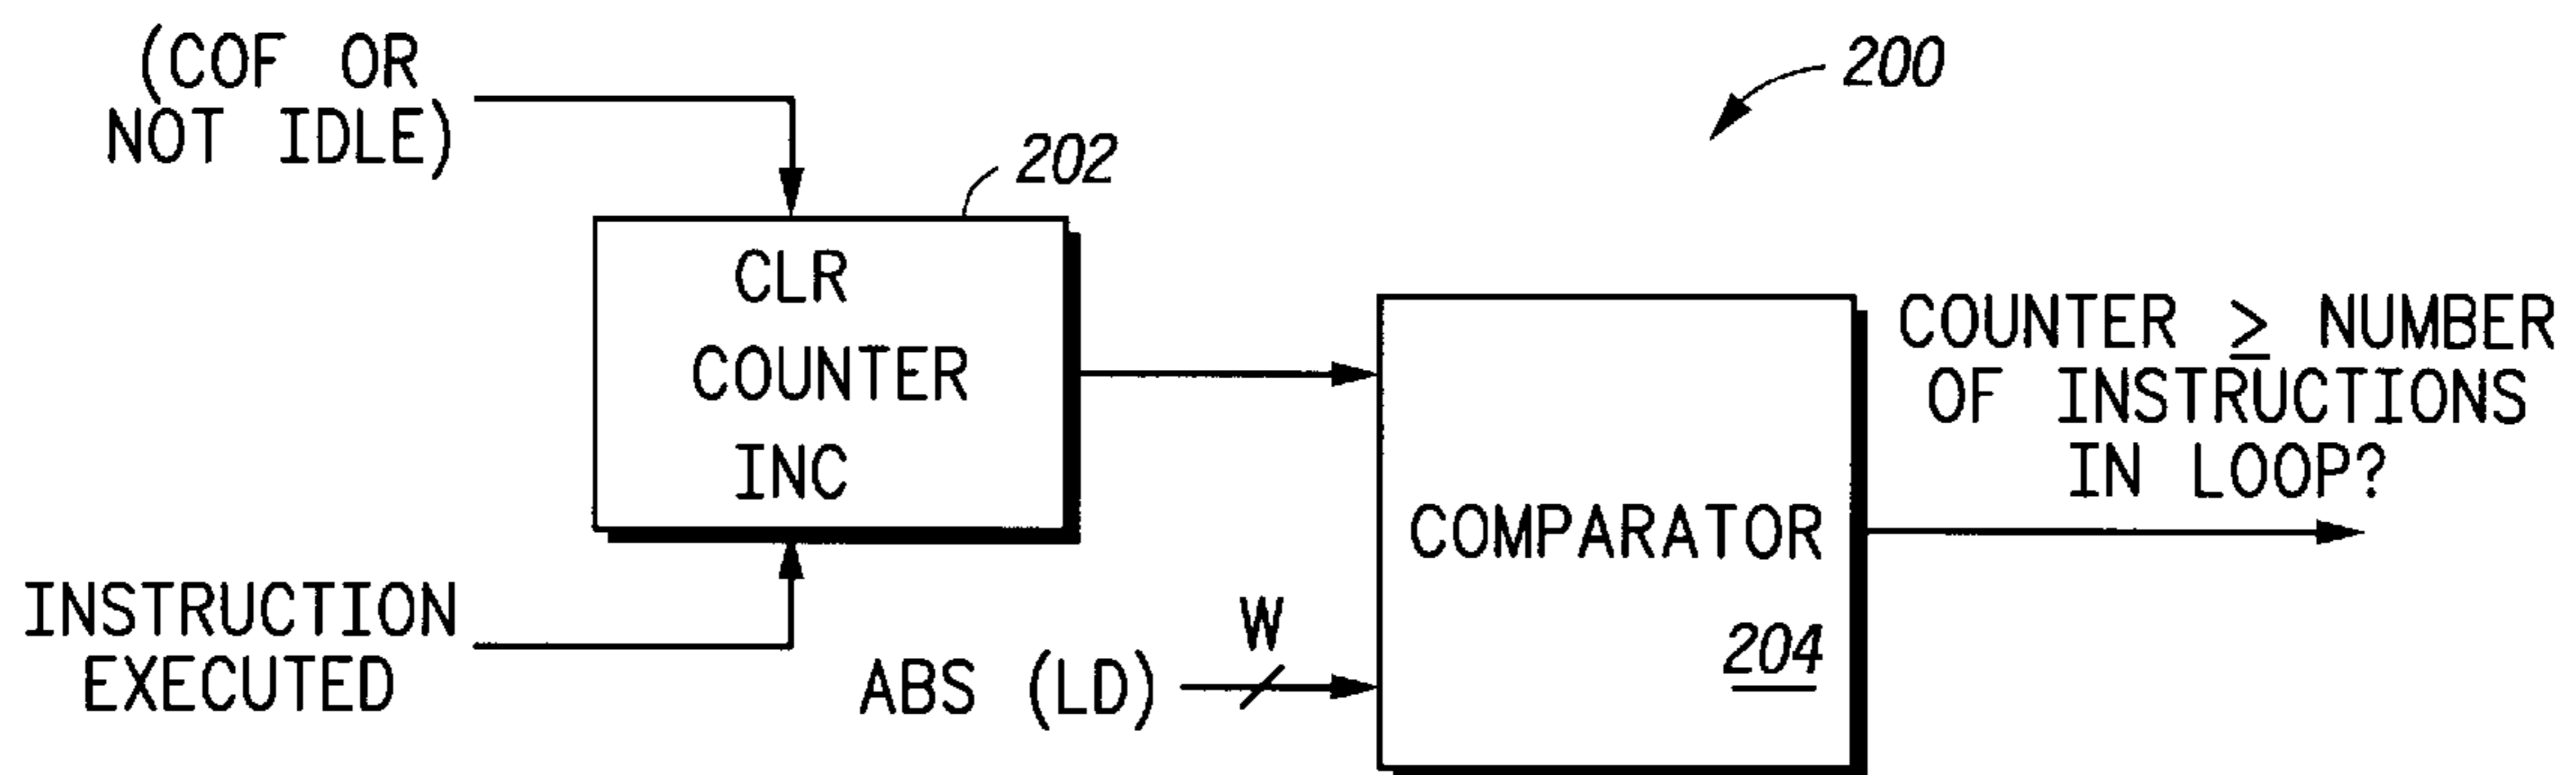 (COF OR
NOT IDLE)
200
202
CLR
COUNTER
INC
COUNTER ≥ NUMBER
OF INSTRUCTIONS
IN LOOP?
COMPARATOR
204
INSTRUCTION
EXECUTED
W
ABS (LD)